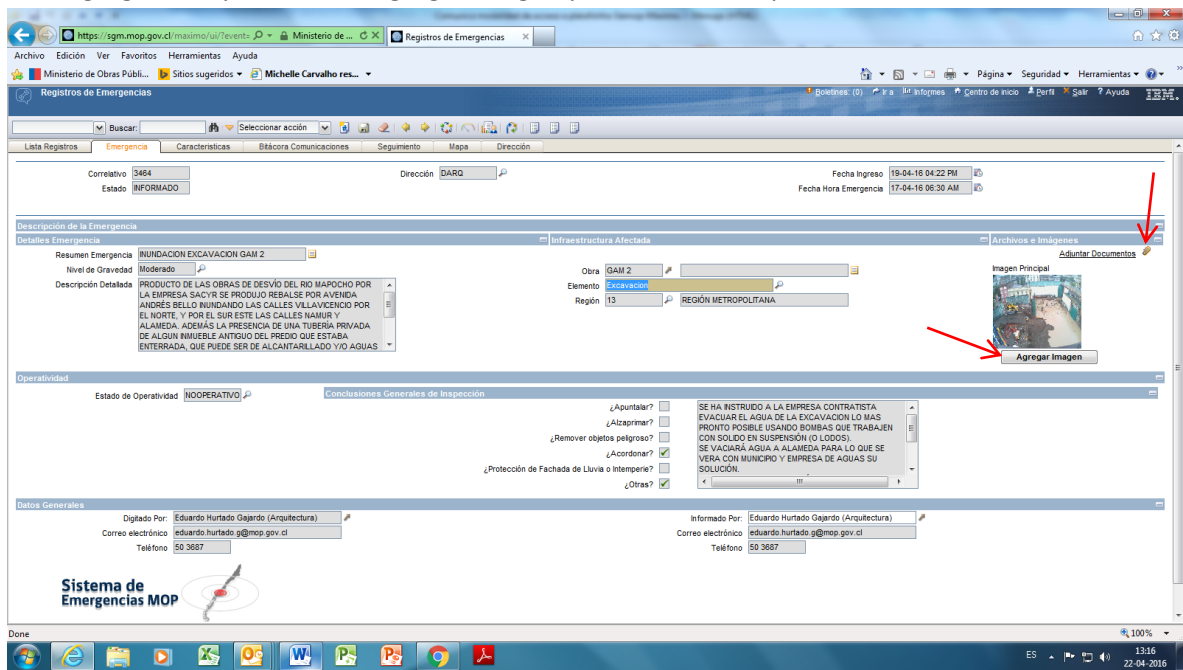 https://sgm.mop.gov.cl/maximo/ui/?event=
Ministerio de ...
Registros de Emergencias
Archivo Edición Ver Favoritos Herramientas Ayuda
Ministerio de Obras Públi... Sitios sugeridos Michelle Carvalho res...
Página Seguridad Herramientas
Registros de Emergencias
Boletines: (0) Ir a Informes Centro de inicio Perfil Salir ? Ayuda IBM.
Buscar: Seleccionar acción
Lista Registros Emergencia Caracteristicas Bitácora Comunicaciones Seguimiento Mapa Dirección
Correlativo 3464 Dirección DARQ Fecha Ingreso 19-04-16 04:22 PM
Estado INFORMADO Fecha Hora Emergencia 17-04-16 06:30 AM
Descripción de la Emergencia
Detalles Emergencia Infraestructura Afectada Archivos e Imágenes
Adjuntar Documentos
Resumen Emergencia INUNDACION EXCAVACION GAM 2
Nivel de Gravedad Moderado
Obra GAM 2
Imagen Principal
Descripción Detallada PRODUCTO DE LAS OBRAS DE DESVÍO DEL RIO MAPOCHO POR
LA EMPRESA SACYR SE PRODUJO REBALSE POR AVENIDA
ANDRÉS BELLO INUNDANDO LAS CALLES VILLAVICENCIO POR
EL NORTE, Y POR EL SUR ESTE LAS CALLES NAMUR Y
ALAMEDA. ADEMÁS LA PRESENCIA DE UNA TUBERÍA PRIVADA
DE ALGUN INMUEBLE ANTIGUO DEL PREDIO QUE ESTABA
ENTERRADA, QUE PUEDE SER DE ALCANTARILLADO Y/O AGUAS
Elemento Excavacion
Región 13 REGIÓN METROPOLITANA
Agregar Imagen
Operatividad
Estado de Operatividad NOOPERATIVO
Conclusiones Generales de Inspección
¿Apuntalar?
¿Alzaprimar?
¿Remover objetos peligroso?
¿Acordonar?
¿Protección de Fachada de Lluvia o Intemperie?
¿Otras?
SE HA INSTRUIDO A LA EMPRESA CONTRATISTA
EVACUAR EL AGUA DE LA EXCAVACION LO MAS
PRONTO POSIBLE USANDO BOMBAS QUE TRABAJEN
CON SOLIDO EN SUSPENSIÓN (O LODOS).
SE VACIARÁ AGUA A ALAMEDA PARA LO QUE SE
VERA CON MUNICIPIO Y EMPRESA DE AGUAS SU
SOLUCIÓN.
Datos Generales
Digitado Por: Eduardo Hurtado Gajardo (Arquitectura) Informado Por: Eduardo Hurtado Gajardo (Arquitectura)
Correo electrónico eduardo.hurtado.g@mop.gov.cl Correo electrónico eduardo.hurtado.g@mop.gov.cl
Teléfono 50 3687 Teléfono 50 3687
Sistema de
Emergencias MOP
Done 100%
ES 13:16
22-04-2016